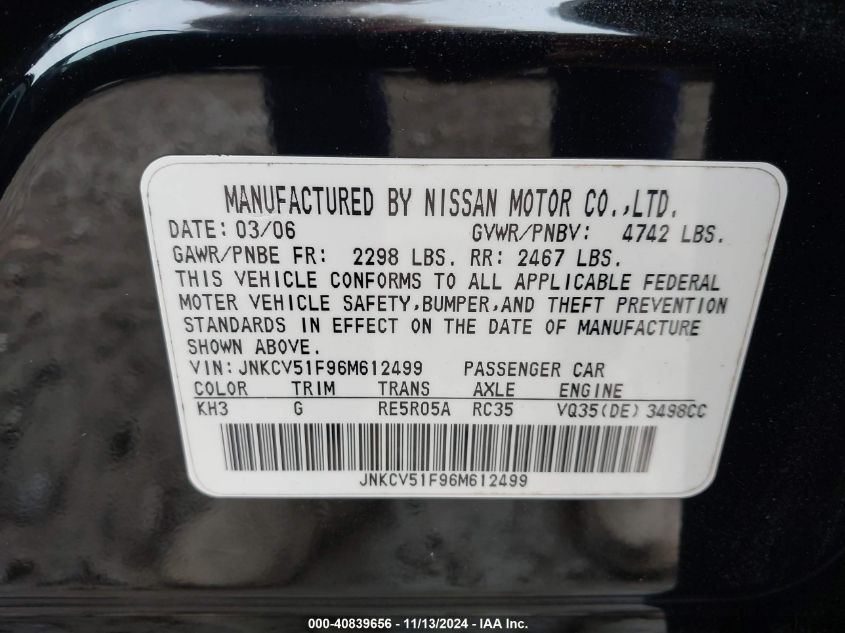 MANUFACTURED BY NISSAN MOTOR CO.,LTD.
DATE: 03/06 GVWR/PNBV: 4742 LBS.
GAWR/PNBE FR: 2298 LBS. RR: 2467 LBS.
THIS VEHICLE CONFORMS TO ALL APPLICABLE FEDERAL
MOTER VEHICLE SAFETY,BUMPER,AND THEFT PREVENTION
STANDARDS IN EFFECT ON THE DATE OF MANUFACTURE
SHOWN ABOVE.
VIN: JNKCV51F96M612499 PASSENGER CAR
COLOR TRIM TRANS AXLE ENGINE
KH3 G RE5R05A RC35 VQ35(DE) 3498CC
JNKCV51F96M612499
000-40839656 - 11/13/2024 - IAA Inc.